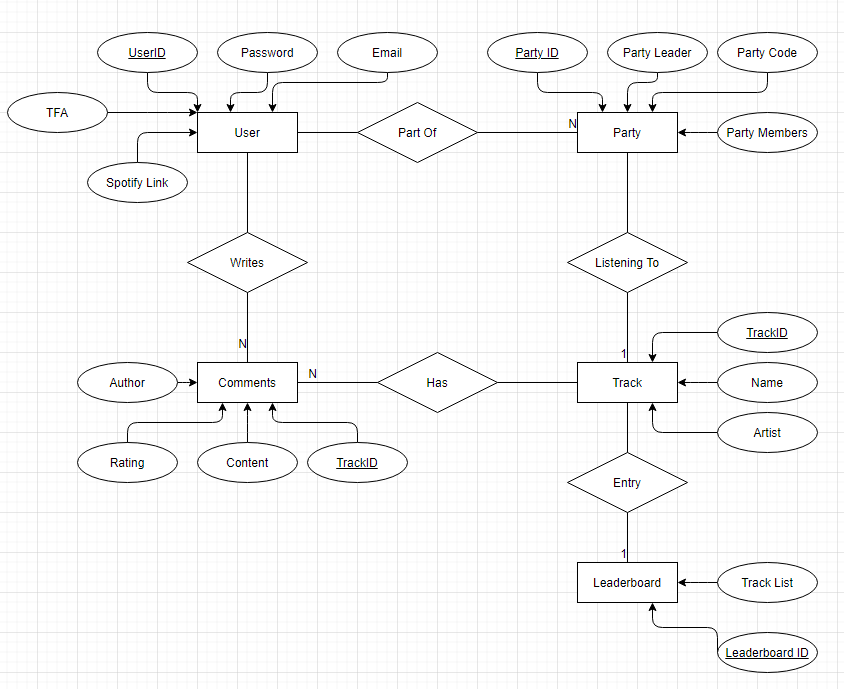 UserID
Password
Email
Party ID
Party Leader
Party Code
TFA
User
Part Of
N
Party
Party Members
Spotify Link
Writes
Listening To
N
1
TrackID
Author
Comments
N
Has
Track
Name
Artist
Rating
Content
TrackID
Entry
1
Leaderboard
Track List
Leaderboard ID